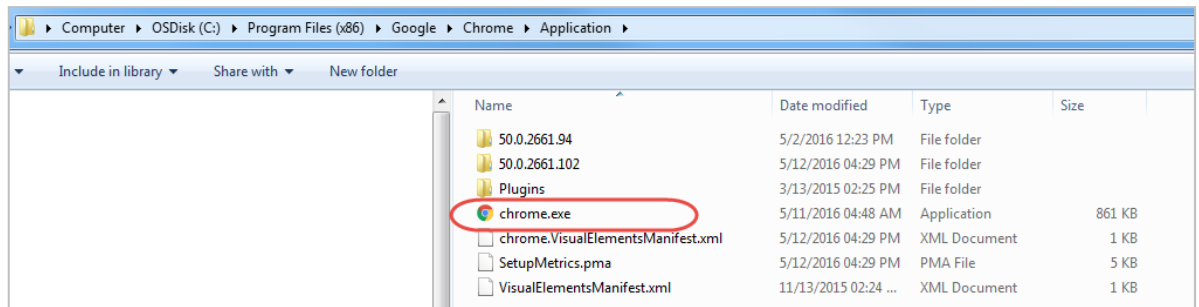 Computer OSDisk (C:) Program Files (x86) Google Chrome Application
Include in library Share with New folder
Name Date modified Type Size
50.0.2661.94 5/2/2016 12:23 PM File folder
50.0.2661.102 5/12/2016 04:29 PM File folder
Plugins 3/13/2015 02:25 PM File folder
chrome.exe 5/11/2016 04:48 AM Application 861 KB
chrome.VisualElementsManifest.xml 5/12/2016 04:29 PM XML Document 1 KB
SetupMetrics.pma 5/12/2016 04:29 PM PMA File 5 KB
VisualElementsManifest.xml 11/13/2015 02:24 ... XML Document 1 KB